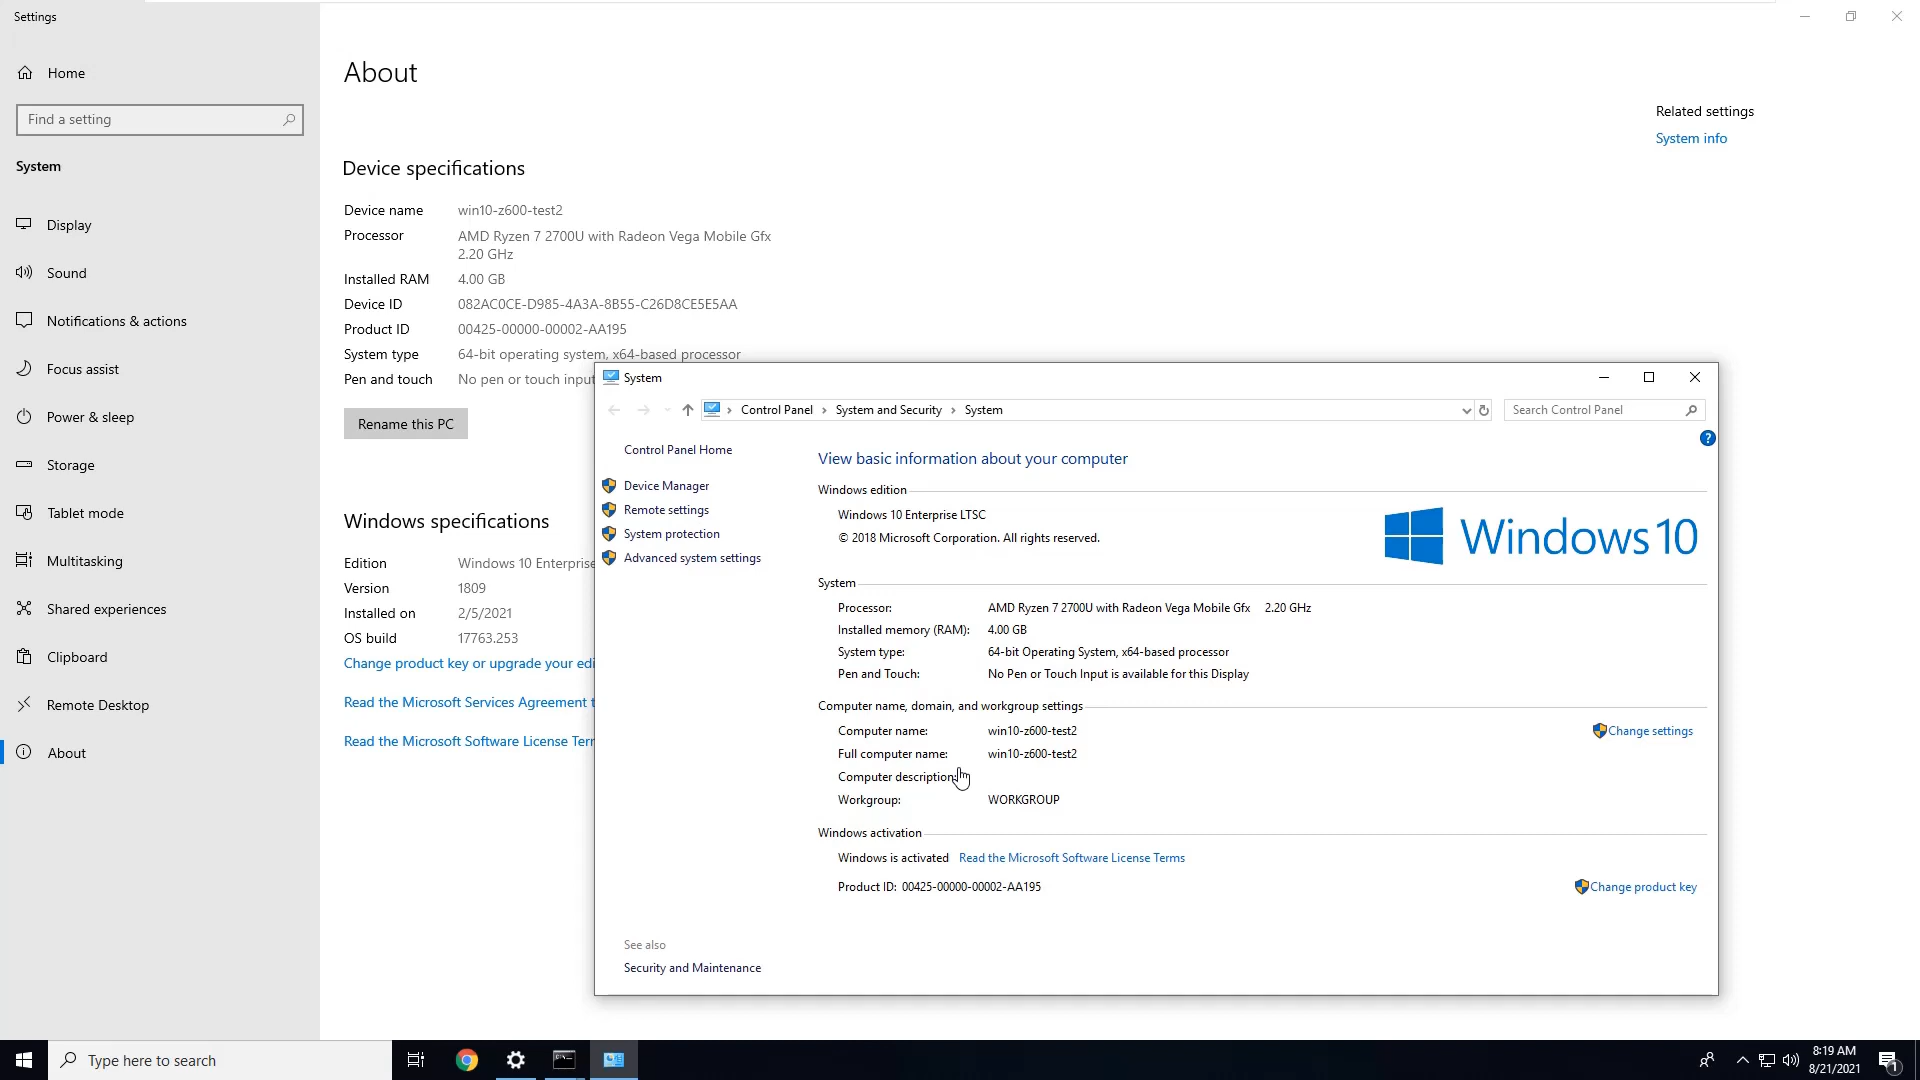 Settings
Home
Find a setting
System
Display
Sound
Notifications & actions
Focus assist
Power & sleep
Storage
Tablet mode
Multitasking
Shared experiences
Clipboard
Remote Desktop
About
About
Device specifications
Device name win10-z600-test2
Processor AMD Ryzen 7 2700U with Radeon Vega Mobile Gfx
2.20 GHz
Installed RAM 4.00 GB
Device ID 082AC0CE-D985-4A3A-8B55-C26D8CE5E5AA
Product ID 00425-00000-00002-AA195
System type 64-bit operating system, x64-based processor
Pen and touch No pen or touch input
Rename this PC
Windows specifications
Edition Windows 10 Enterprise
Version 1809
Installed on 2/5/2021
OS build 17763.253
Change product key or upgrade your edi
Read the Microsoft Services Agreement t
Read the Microsoft Software License Terr
Related settings
System info
System
Control Panel System and Security System
Search Control Panel
Control Panel Home
Device Manager
Remote settings
System protection
Advanced system settings
See also
Security and Maintenance
View basic information about your computer
Windows edition
Windows 10 Enterprise LTSC
© 2018 Microsoft Corporation. All rights reserved.
Windows 10
System
Processor: AMD Ryzen 7 2700U with Radeon Vega Mobile Gfx 2.20 GHz
Installed memory (RAM): 4.00 GB
System type: 64-bit Operating System, x64-based processor
Pen and Touch: No Pen or Touch Input is available for this Display
Computer name, domain, and workgroup settings
Computer name: win10-z600-test2 Change settings
Full computer name: win10-z600-test2
Computer description:
Workgroup: WORKGROUP
Windows activation
Windows is activated Read the Microsoft Software License Terms
Product ID: 00425-00000-00002-AA195 Change product key
Type here to search
8:19 AM
8/21/2021
1